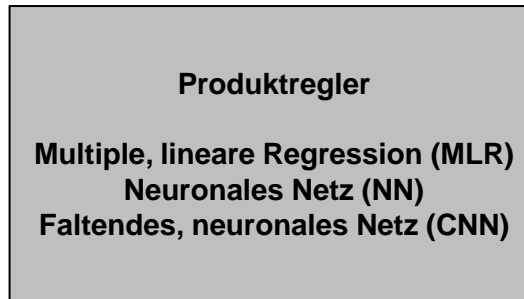 Produktregler
Multiple, lineare Regression (MLR)
Neuronales Netz (NN)
Faltendes, neuronales Netz (CNN)